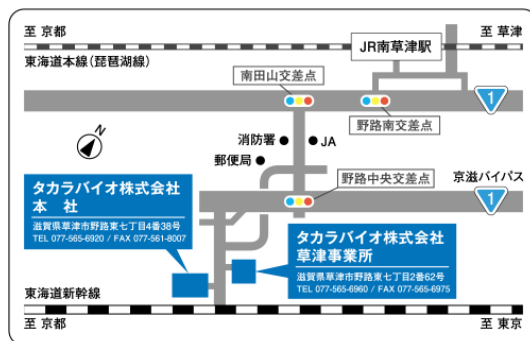 至 京都
至 草津
JR南草津駅
東海道本線(琵琶湖線)
南田山交差点
1
野路南交差点
N
消防署
JA
郵便局
京滋バイパス
野路中央交差点
1
タカラバイオ株式会社
本 社
滋賀県草津市野路東七丁目4番38号
TEL 077-565-6920 / FAX 077-561-8007
タカラバイオ株式会社
草津事業所
滋賀県草津市野路東七丁目2番62号
TEL 077-565-6960 / FAX 077-565-6975
東海道新幹線
至 京都
至 東京